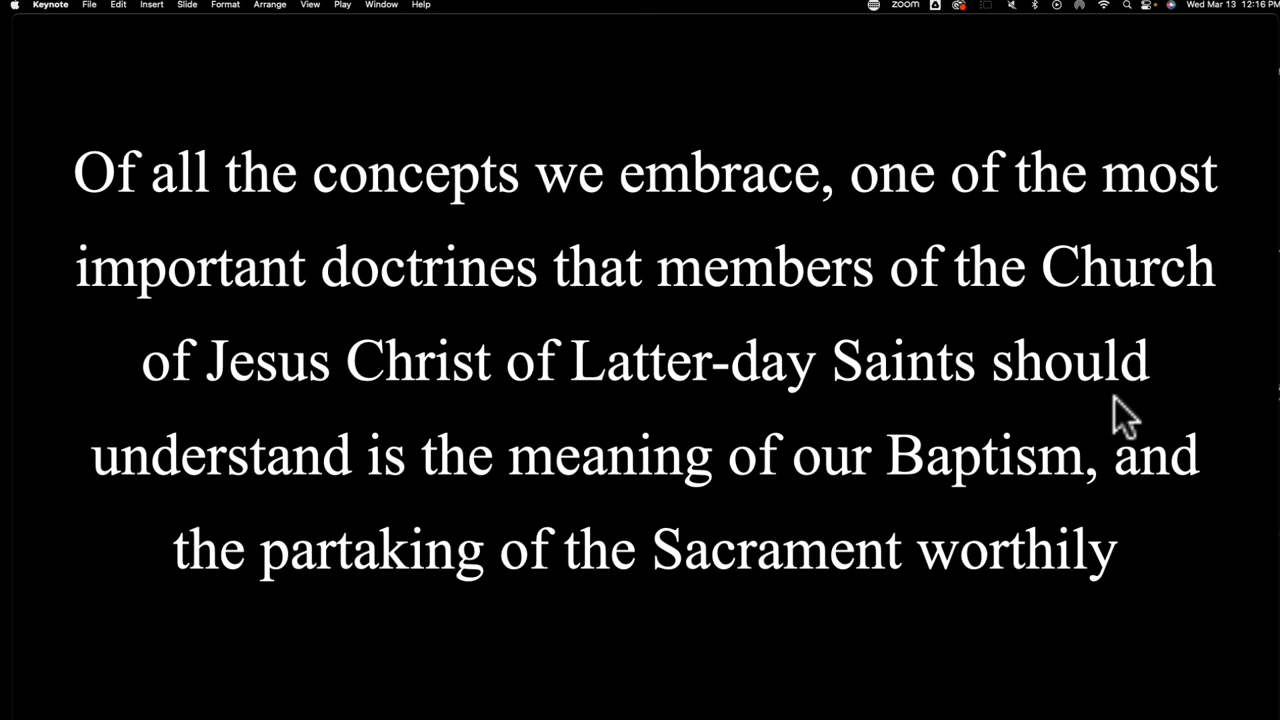 Keynote File Edit Insert Slide Format Arrange View Play Window Help zoom Wed Mar 13 12:16 PM
Of all the concepts we embrace, one of the most
important doctrines that members of the Church
of Jesus Christ of Latter-day Saints should
understand is the meaning of our Baptism, and
the partaking of the Sacrament worthily